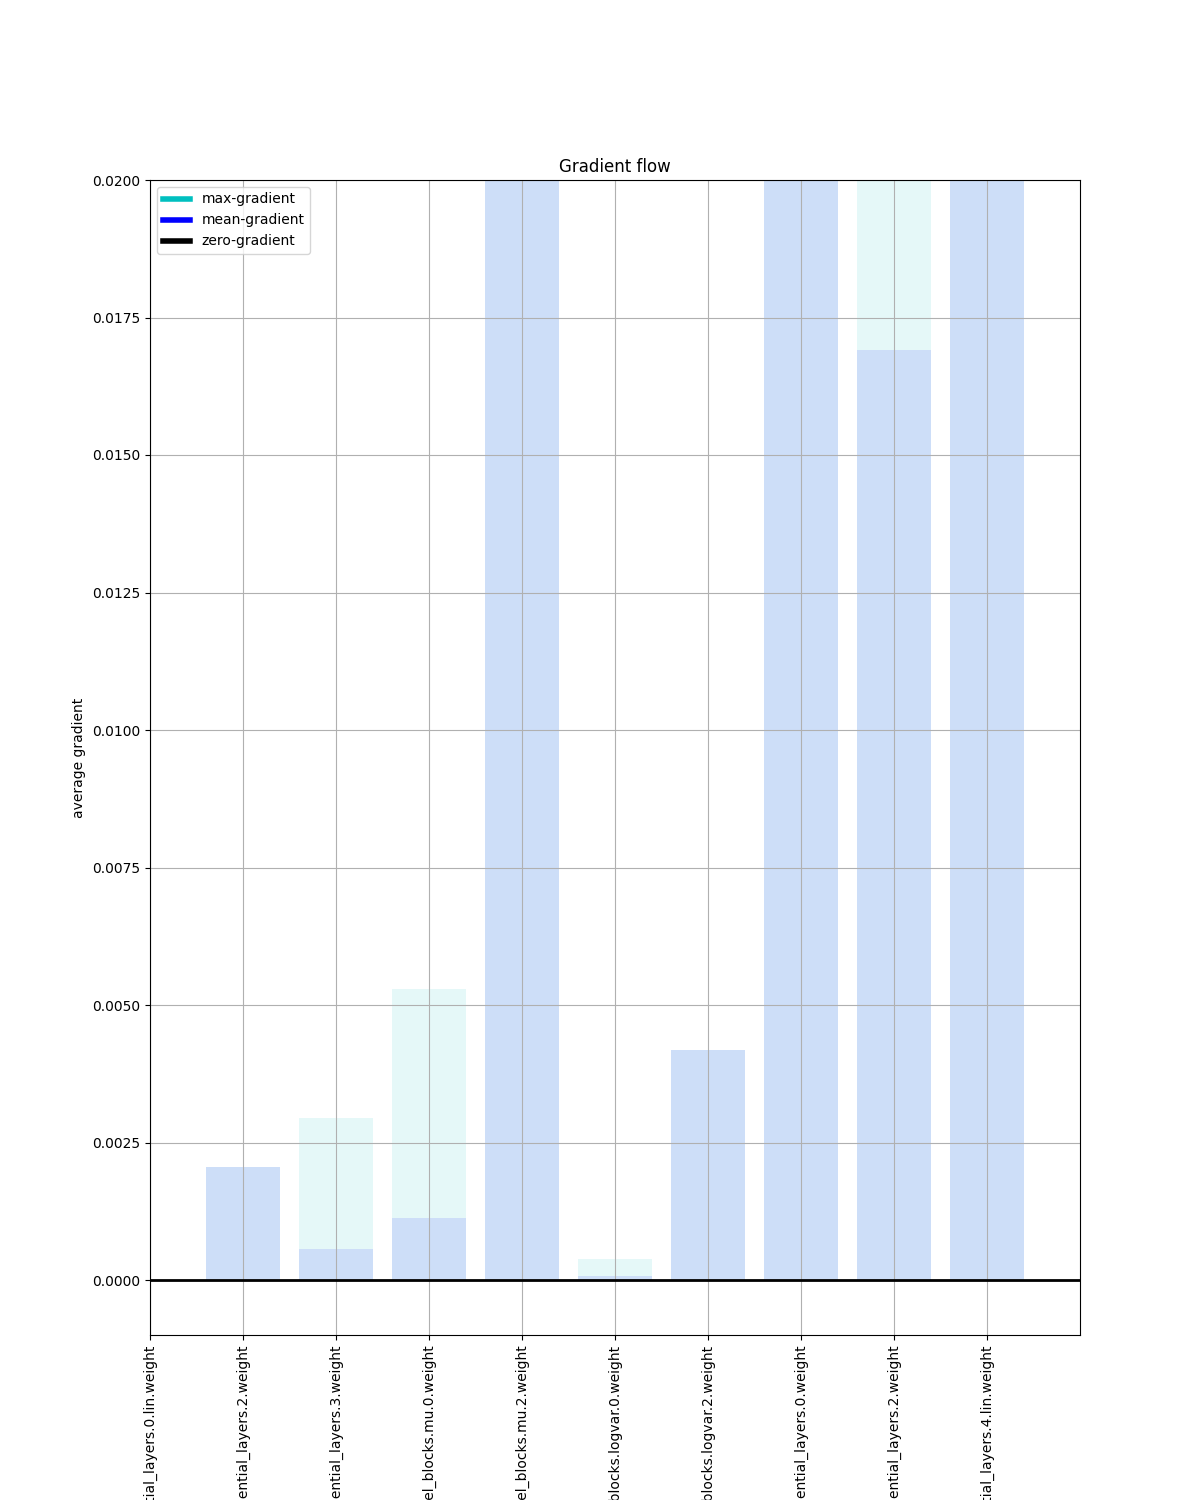 Gradient flow
max-gradient
mean-gradient
zero-gradient
0.0200
0.0175
0.0150
0.0125
0.0100
0.0075
0.0050
0.0025
0.0000
average gradient
tial_layers.0.lin.weight
ential_layers.2.weight
ential_layers.3.weight
el_blocks.mu.0.weight
el_blocks.mu.2.weight
blocks.logvar.0.weight
blocks.logvar.2.weight
ential_layers.0.weight
ential_layers.2.weight
tial_layers.4.lin.weight